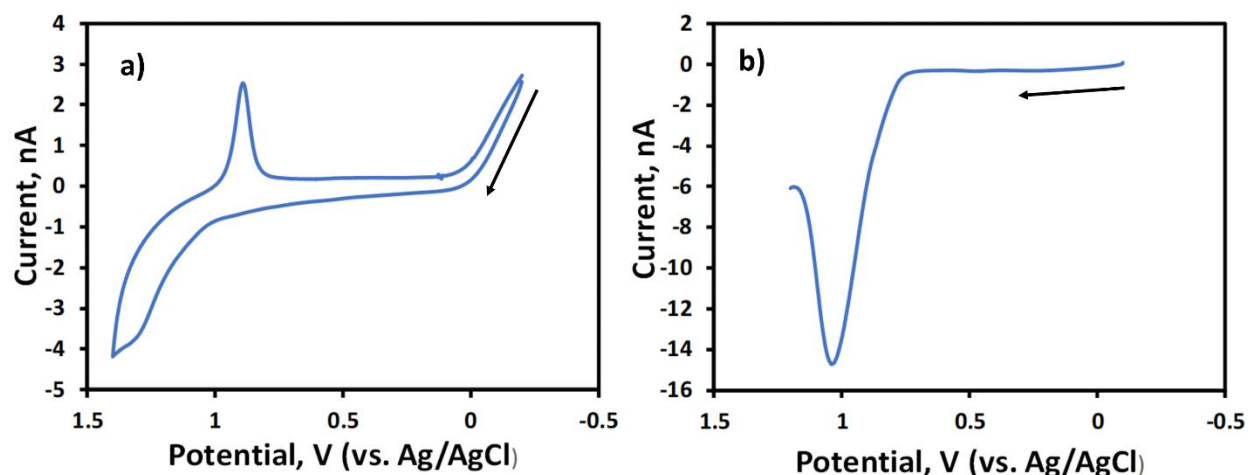 a)
Current, nA
4
3
2
1
0
-1
-2
-3
-4
-5
1.5 1 0.5 0 -0.5
Potential, V (vs. Ag/AgCl)
b)
Current, nA
0
-2
-4
-6
-8
-10
-12
-14
-16
1.5 1 0.5 0 -0.5
Potential, V (vs. Ag/AgCl)